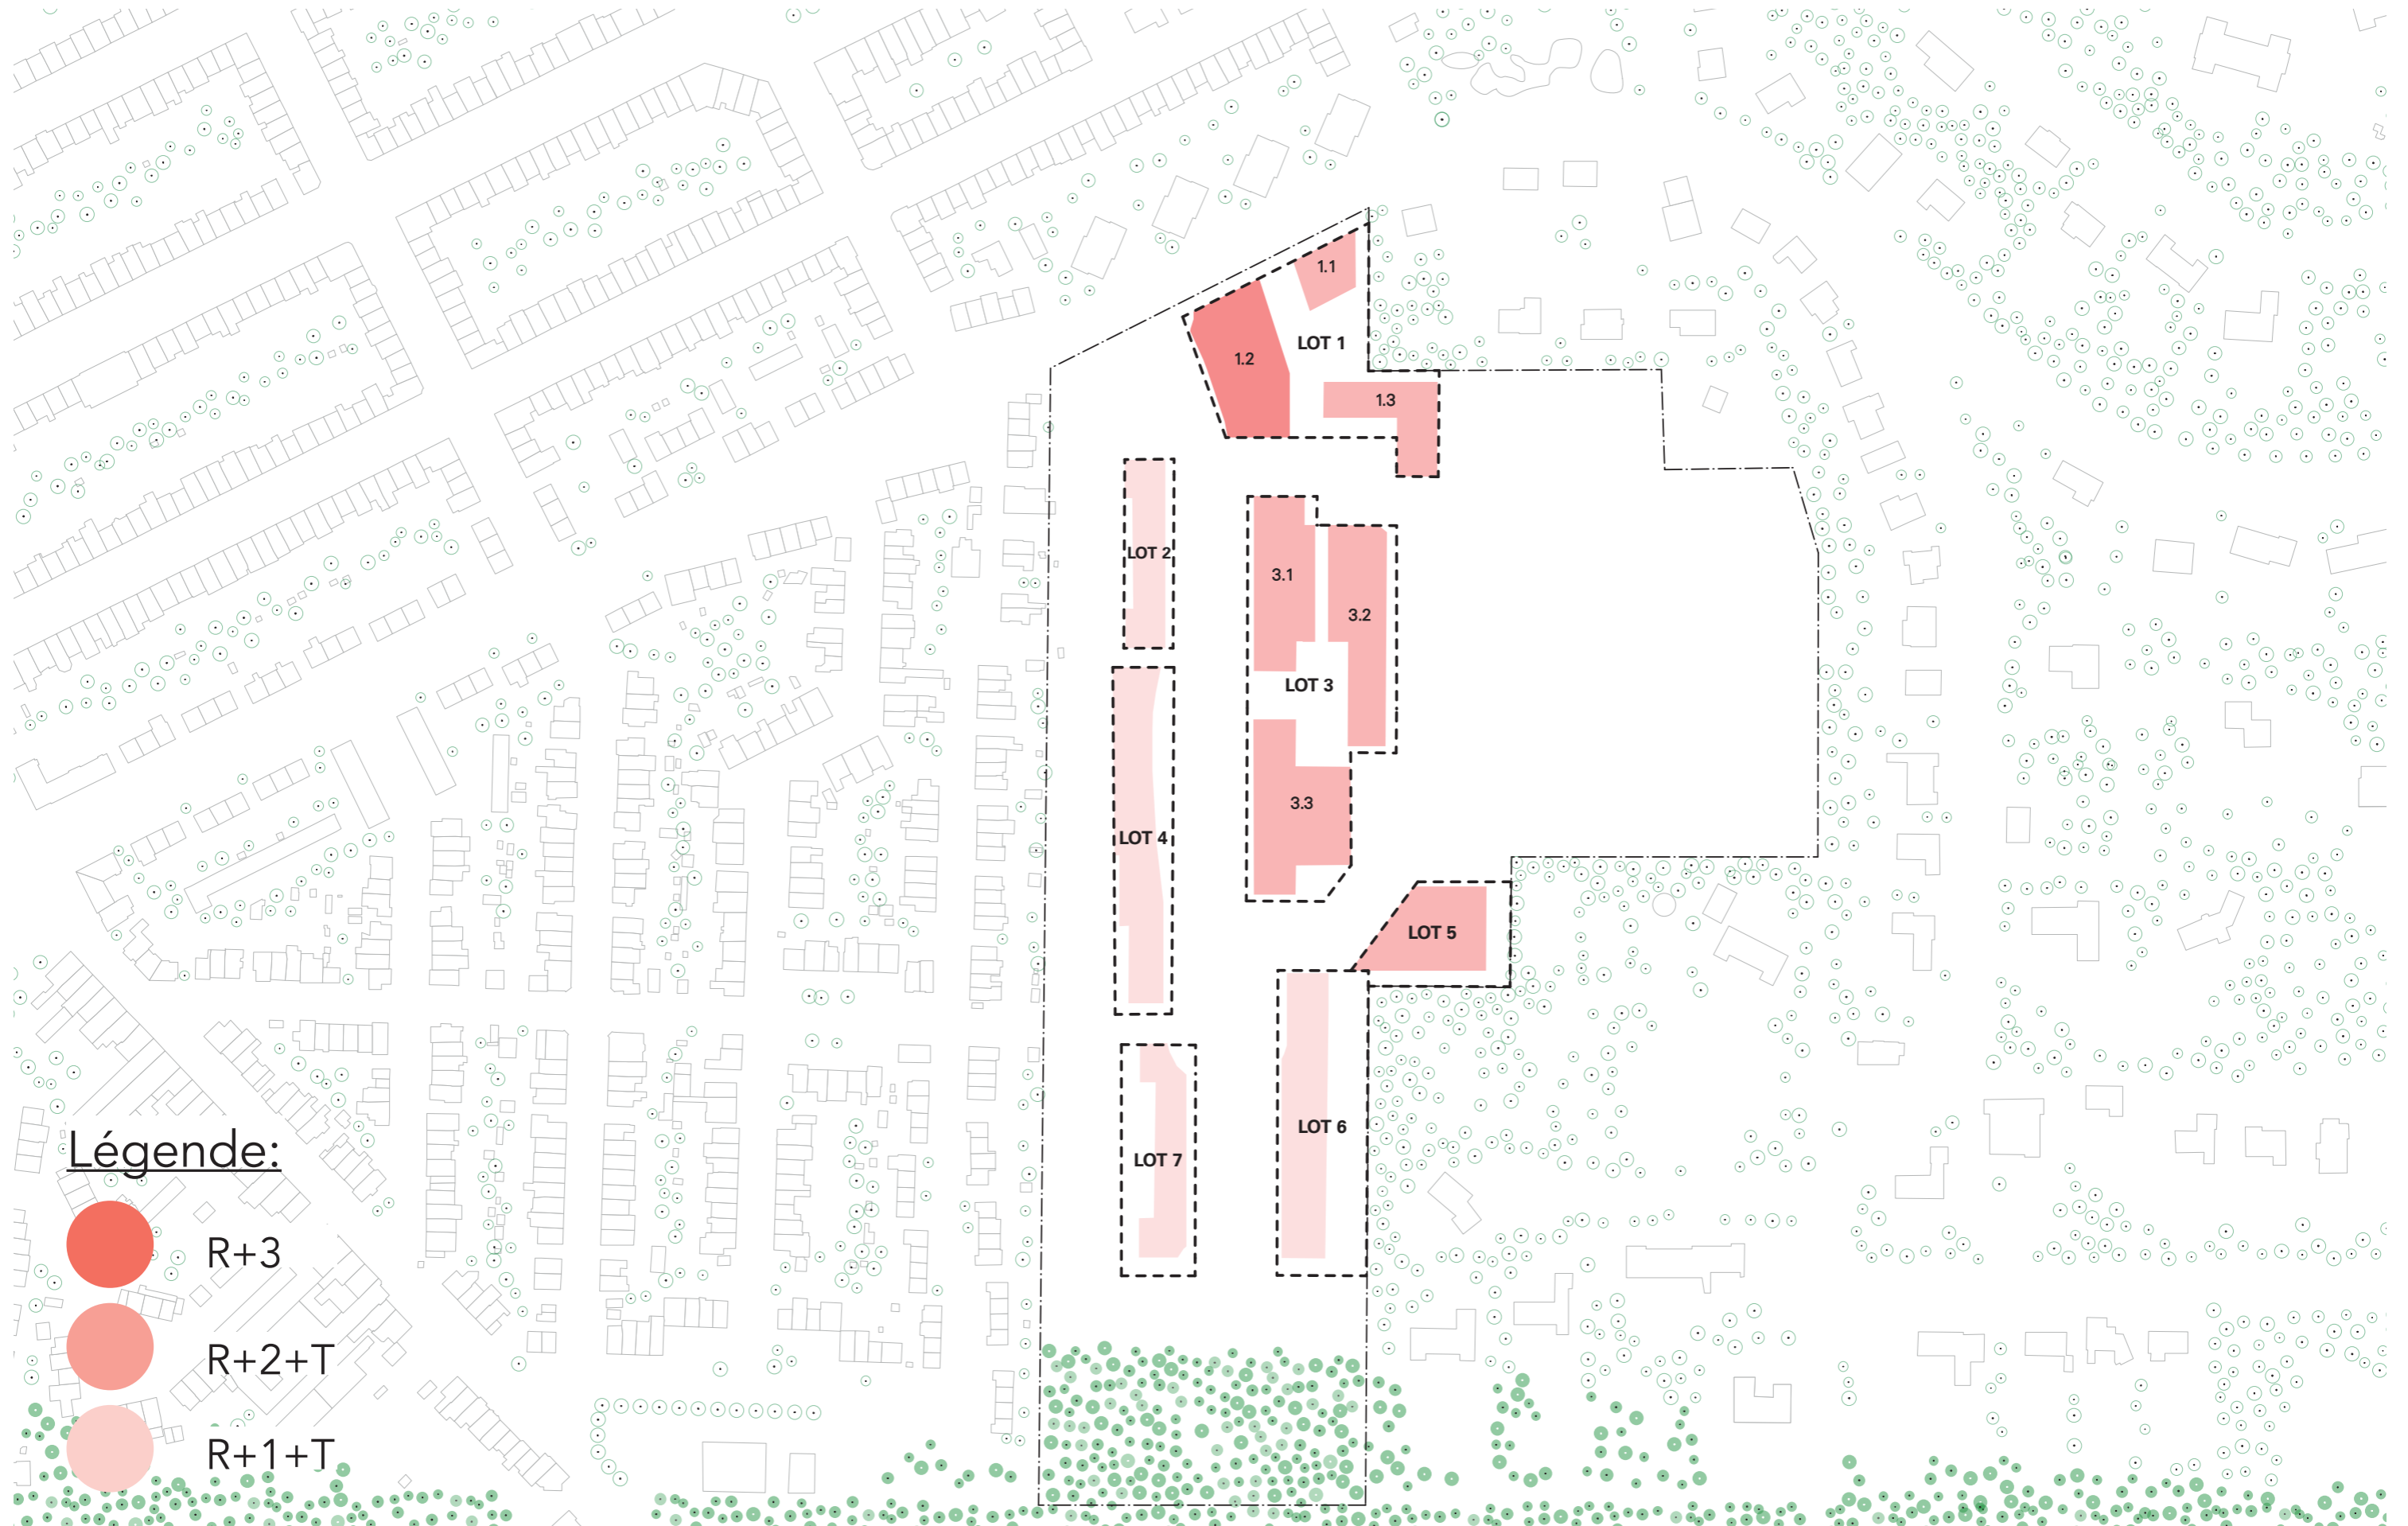 1.1
LOT 1
1.2
1.3
LOT 2
3.1
3.2
LOT 3
3.3
LOT 4
LOT 5
LOT 6
LOT 7
Légende:
R+3
R+2+T
R+1+T